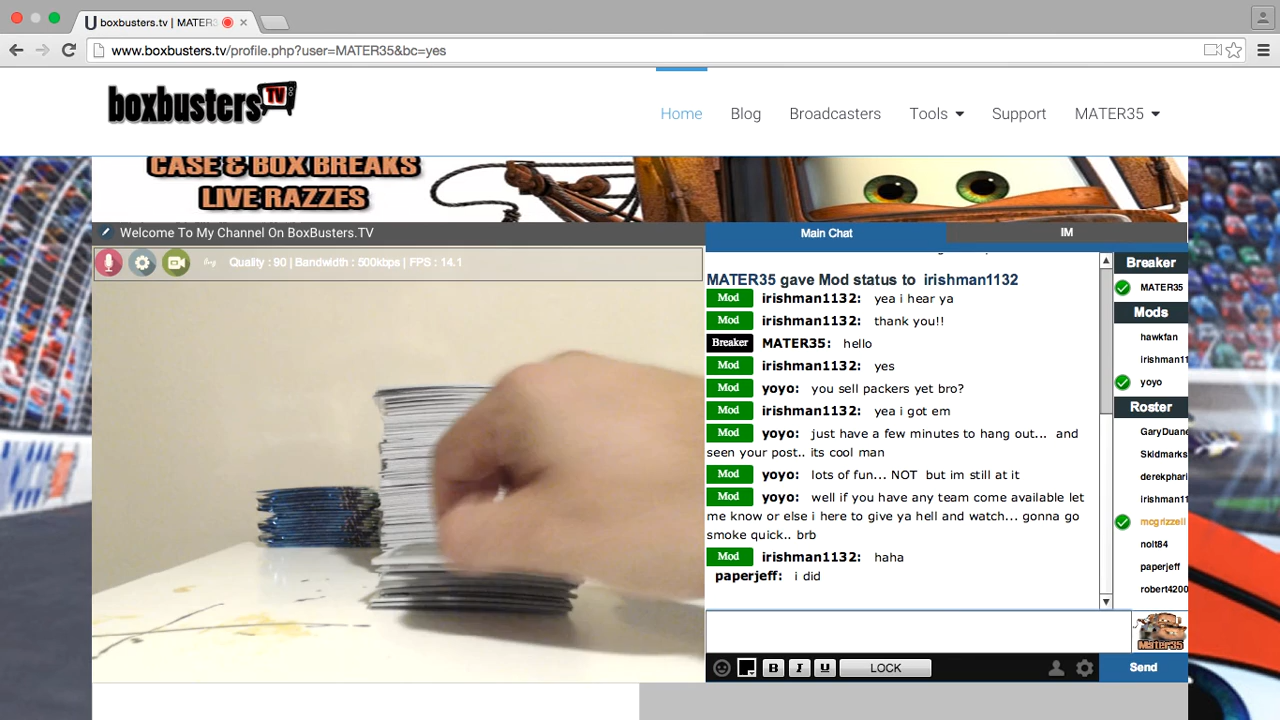 boxbusters.tv | MATER3
www.boxbusters.tv/profile.php?user=MATER35&bc=yes
boxbusters TV
Home Blog Broadcasters Tools Support MATER35
CASE & BOX BREAKS
LIVE RAZZES
Welcome To My Channel On BoxBusters.TV
Quality : 90 | Bandwidth : 500kbps | FPS : 14.1
Main Chat IM
MATER35 gave Mod status to irishman1132
Mod irishman1132: yea i hear ya
Mod irishman1132: thank you!!
Breaker MATER35: hello
Mod irishman1132: yes
Mod yoyo: you sell packers yet bro?
Mod irishman1132: yea i got em
Mod yoyo: just have a few minutes to hang out... and
seen your post.. its cool man
Mod yoyo: lots of fun... NOT but im still at it
Mod yoyo: well if you have any team come available let
me know or else i here to give ya hell and watch... gonna go
smoke quick.. brb
Mod irishman1132: haha
paperjeff: i did
Breaker
MATER35
Mods
hawkfan
irishman11
yoyo
Roster
GaryDuane
Skidmarks
derekphari
irishman11
mcgrizzell
nolt84
paperjeff
robert4200
Mater35
B I U LOCK Send